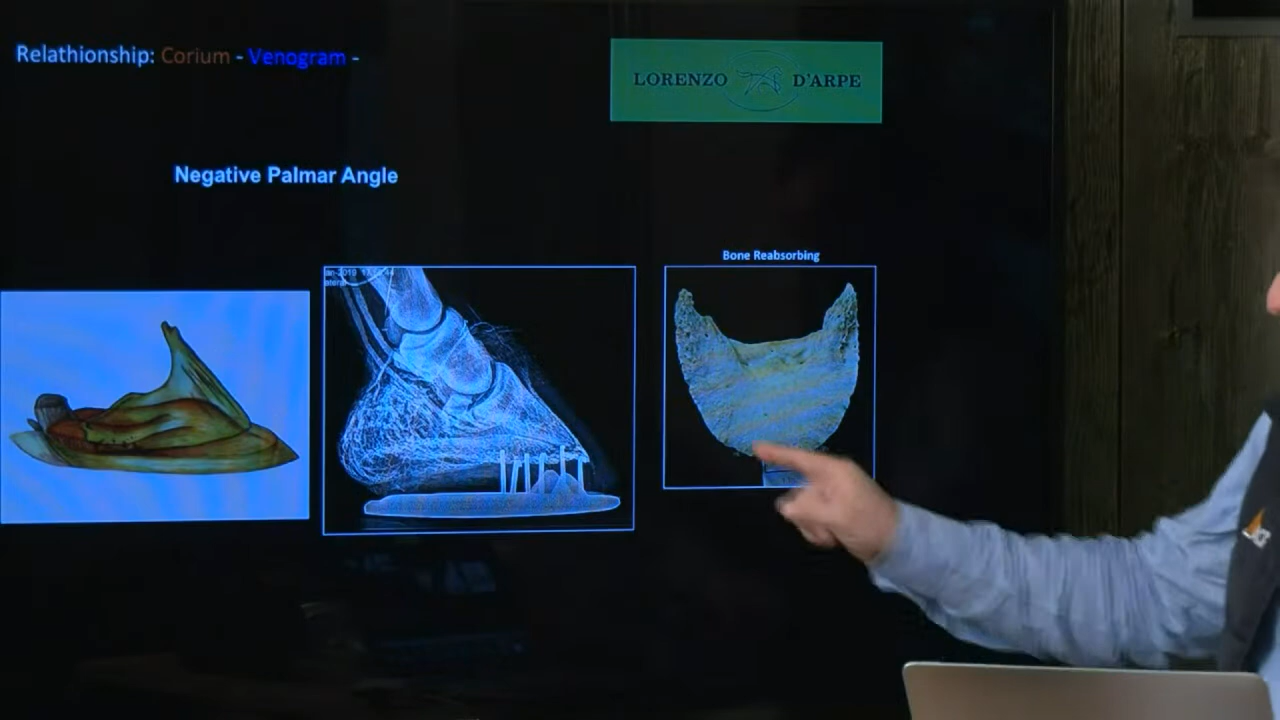 Relathionship: Corium - Venogram -
LORENZO D'ARPE
Negative Palmar Angle
Bone Reabsorbing